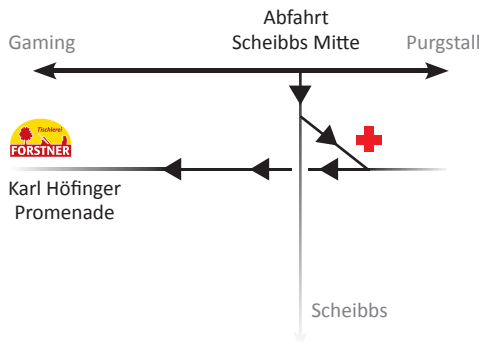 Abfahrt
Gaming Scheibbs Mitte Purgstall
Tischlerei
FORSTNER
Karl Höfinger
Promenade
Scheibbs